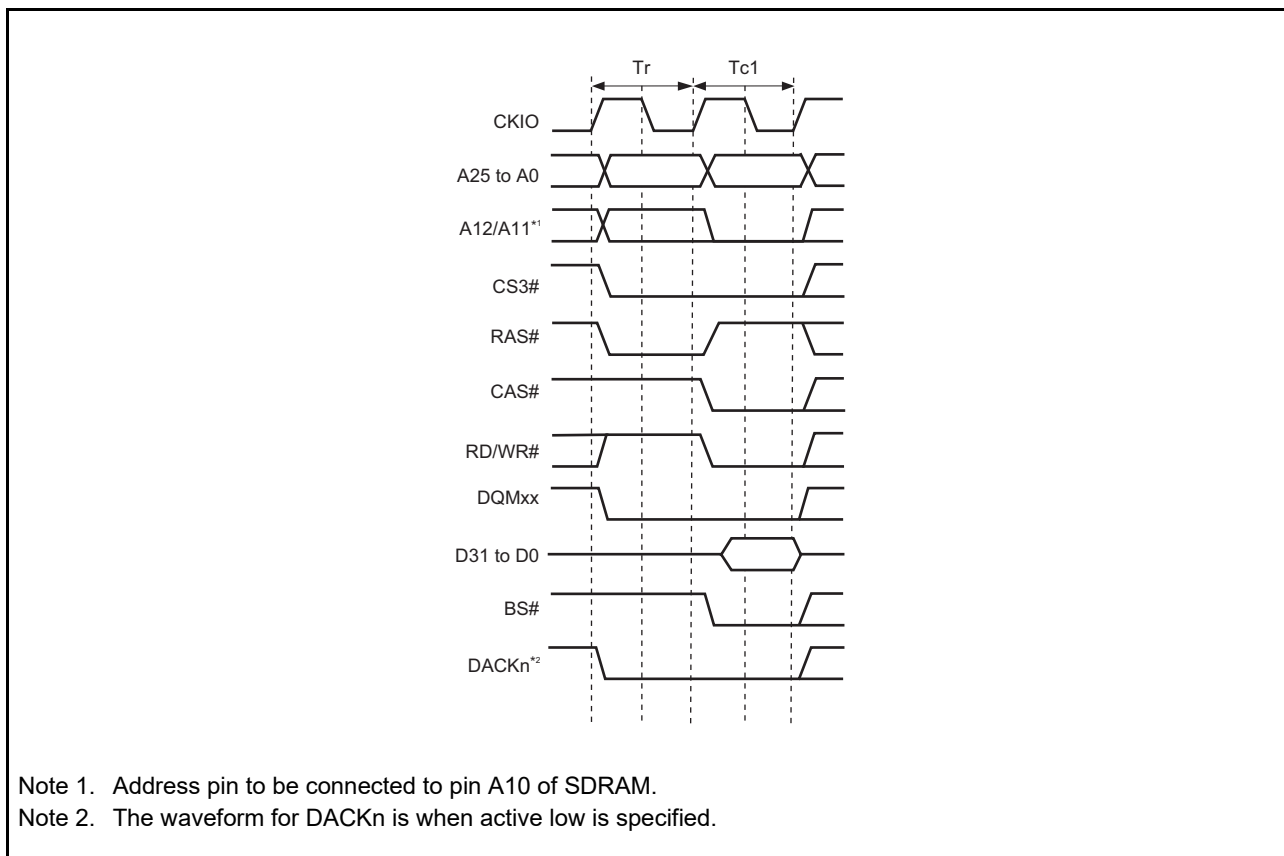 Tr Tc1
CKIO
A25 to A0
A12/A11*1
CS3#
RAS#
CAS#
RD/WR#
DQMxx
D31 to D0
BS#
DACKn*2
Note 1. Address pin to be connected to pin A10 of SDRAM.
Note 2. The waveform for DACKn is when active low is specified.